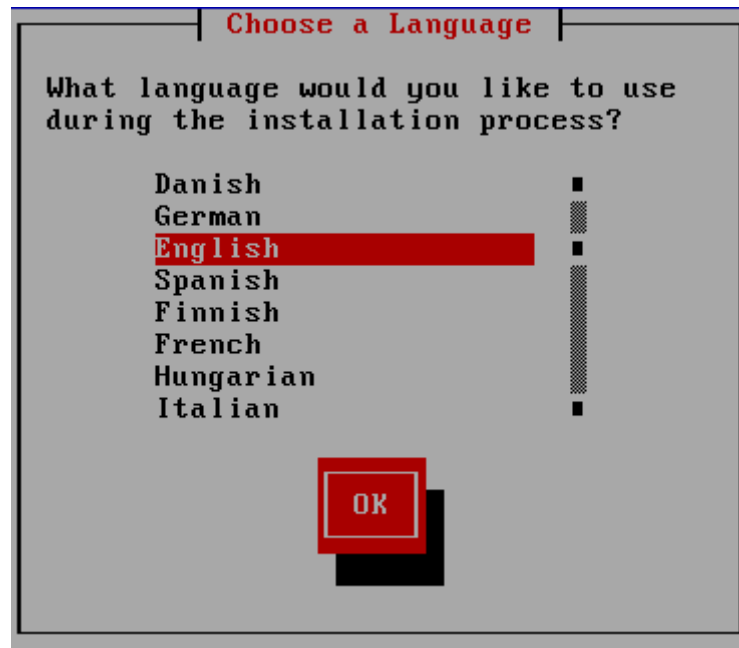 Choose a Language
What language would you like to use
during the installation process?
Danish
German
English
Spanish
Finnish
French
Hungarian
Italian
OK